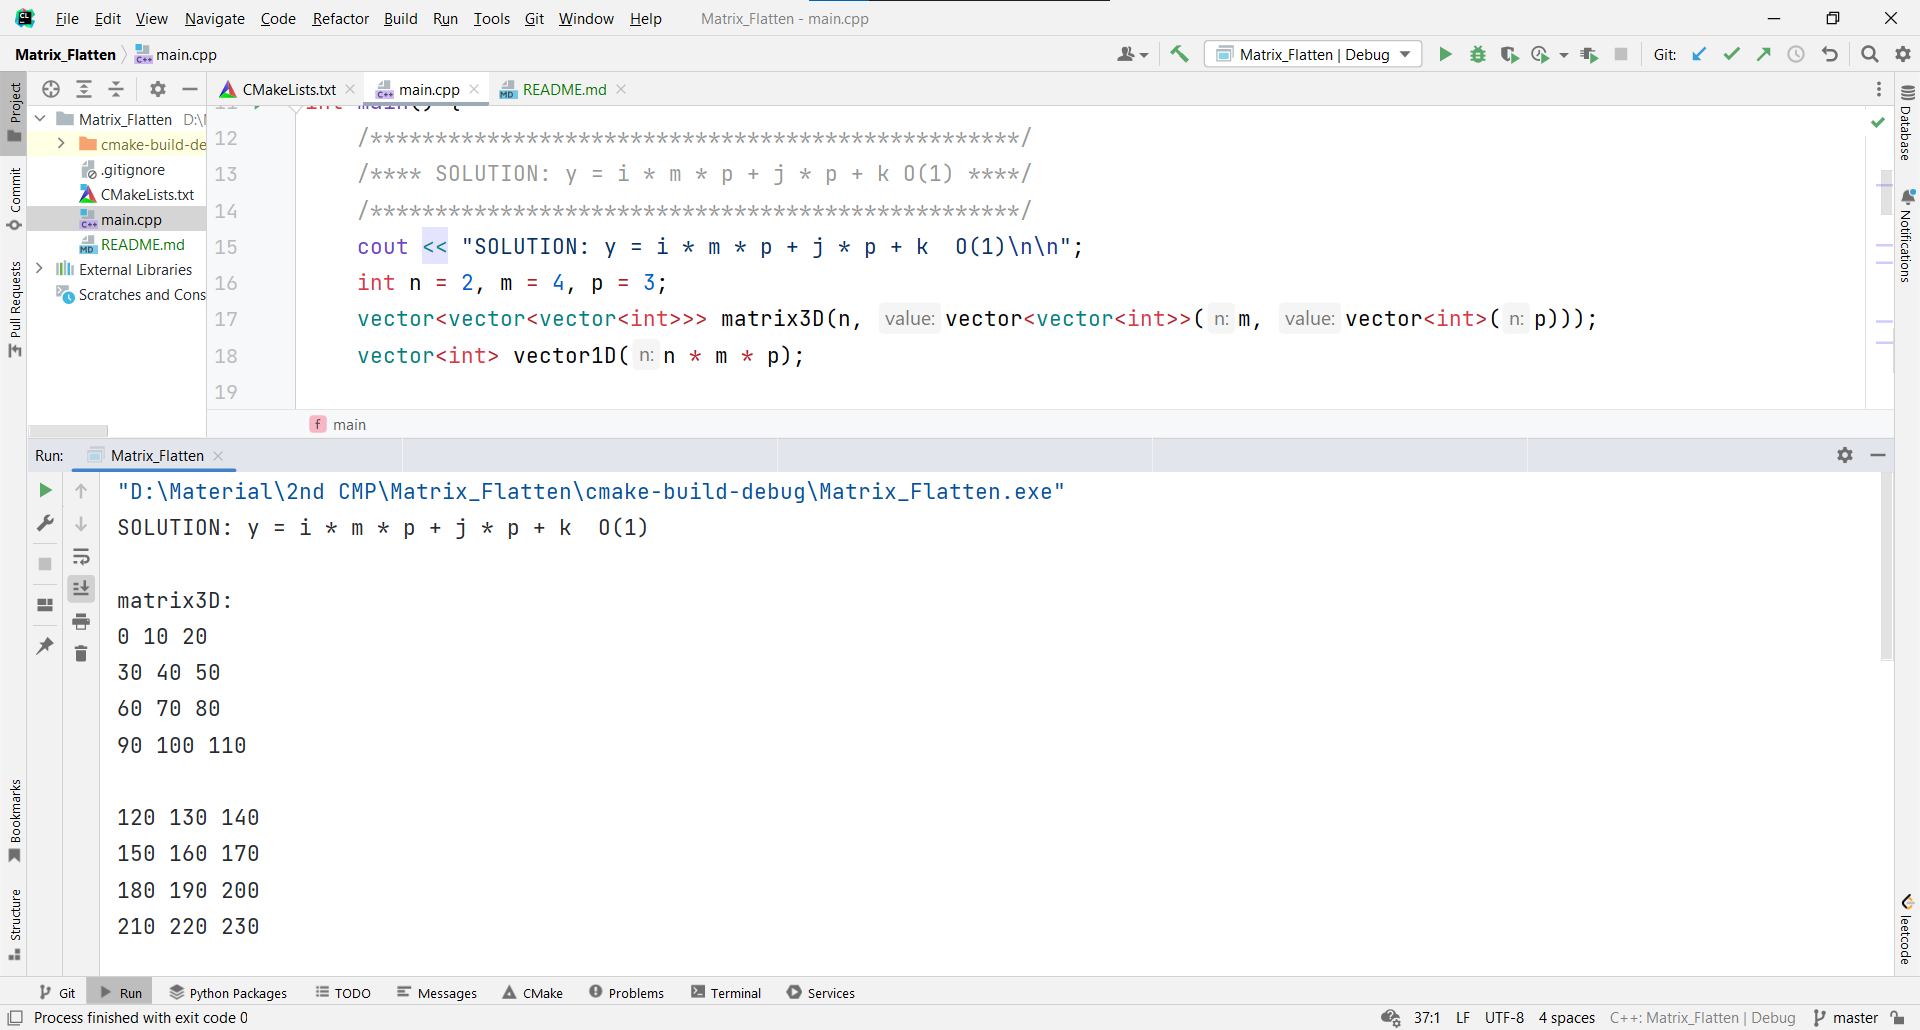 File Edit View Navigate Code Refactor Build Run Tools Git Window Help Matrix_Flatten - main.cpp
Matrix_Flatten main.cpp Matrix_Flatten | Debug Git:
Project
Commit
Pull Requests
Bookmarks
Structure
Matrix_Flatten D:\
cmake-build-de
.gitignore
CMakeLists.txt
main.cpp
README.md
External Libraries
Scratches and Cons
CMakeLists.txt main.cpp README.md
11 int main() {
12 /**************************************************/
13 /**** SOLUTION: y = i * m * p + j * p + k O(1) ****/
14 /**************************************************/
15 cout << "SOLUTION: y = i * m * p + j * p + k  O(1)\n\n";
16 int n = 2, m = 4, p = 3;
17 vector<vector<vector<int>>> matrix3D(n, value: vector<vector<int>>( n: m, value: vector<int>( n: p)));
18 vector<int> vector1D( n: n * m * p);
19
f main
Database
Notifications
leetcode
Run: Matrix_Flatten
"D:\Material\2nd CMP\Matrix_Flatten\cmake-build-debug\Matrix_Flatten.exe"
SOLUTION: y = i * m * p + j * p + k  O(1)
matrix3D:
0 10 20
30 40 50
60 70 80
90 100 110
120 130 140
150 160 170
180 190 200
210 220 230
Git Run Python Packages TODO Messages CMake Problems Terminal Services
Process finished with exit code 0 37:1 LF UTF-8 4 spaces C++: Matrix_Flatten | Debug master